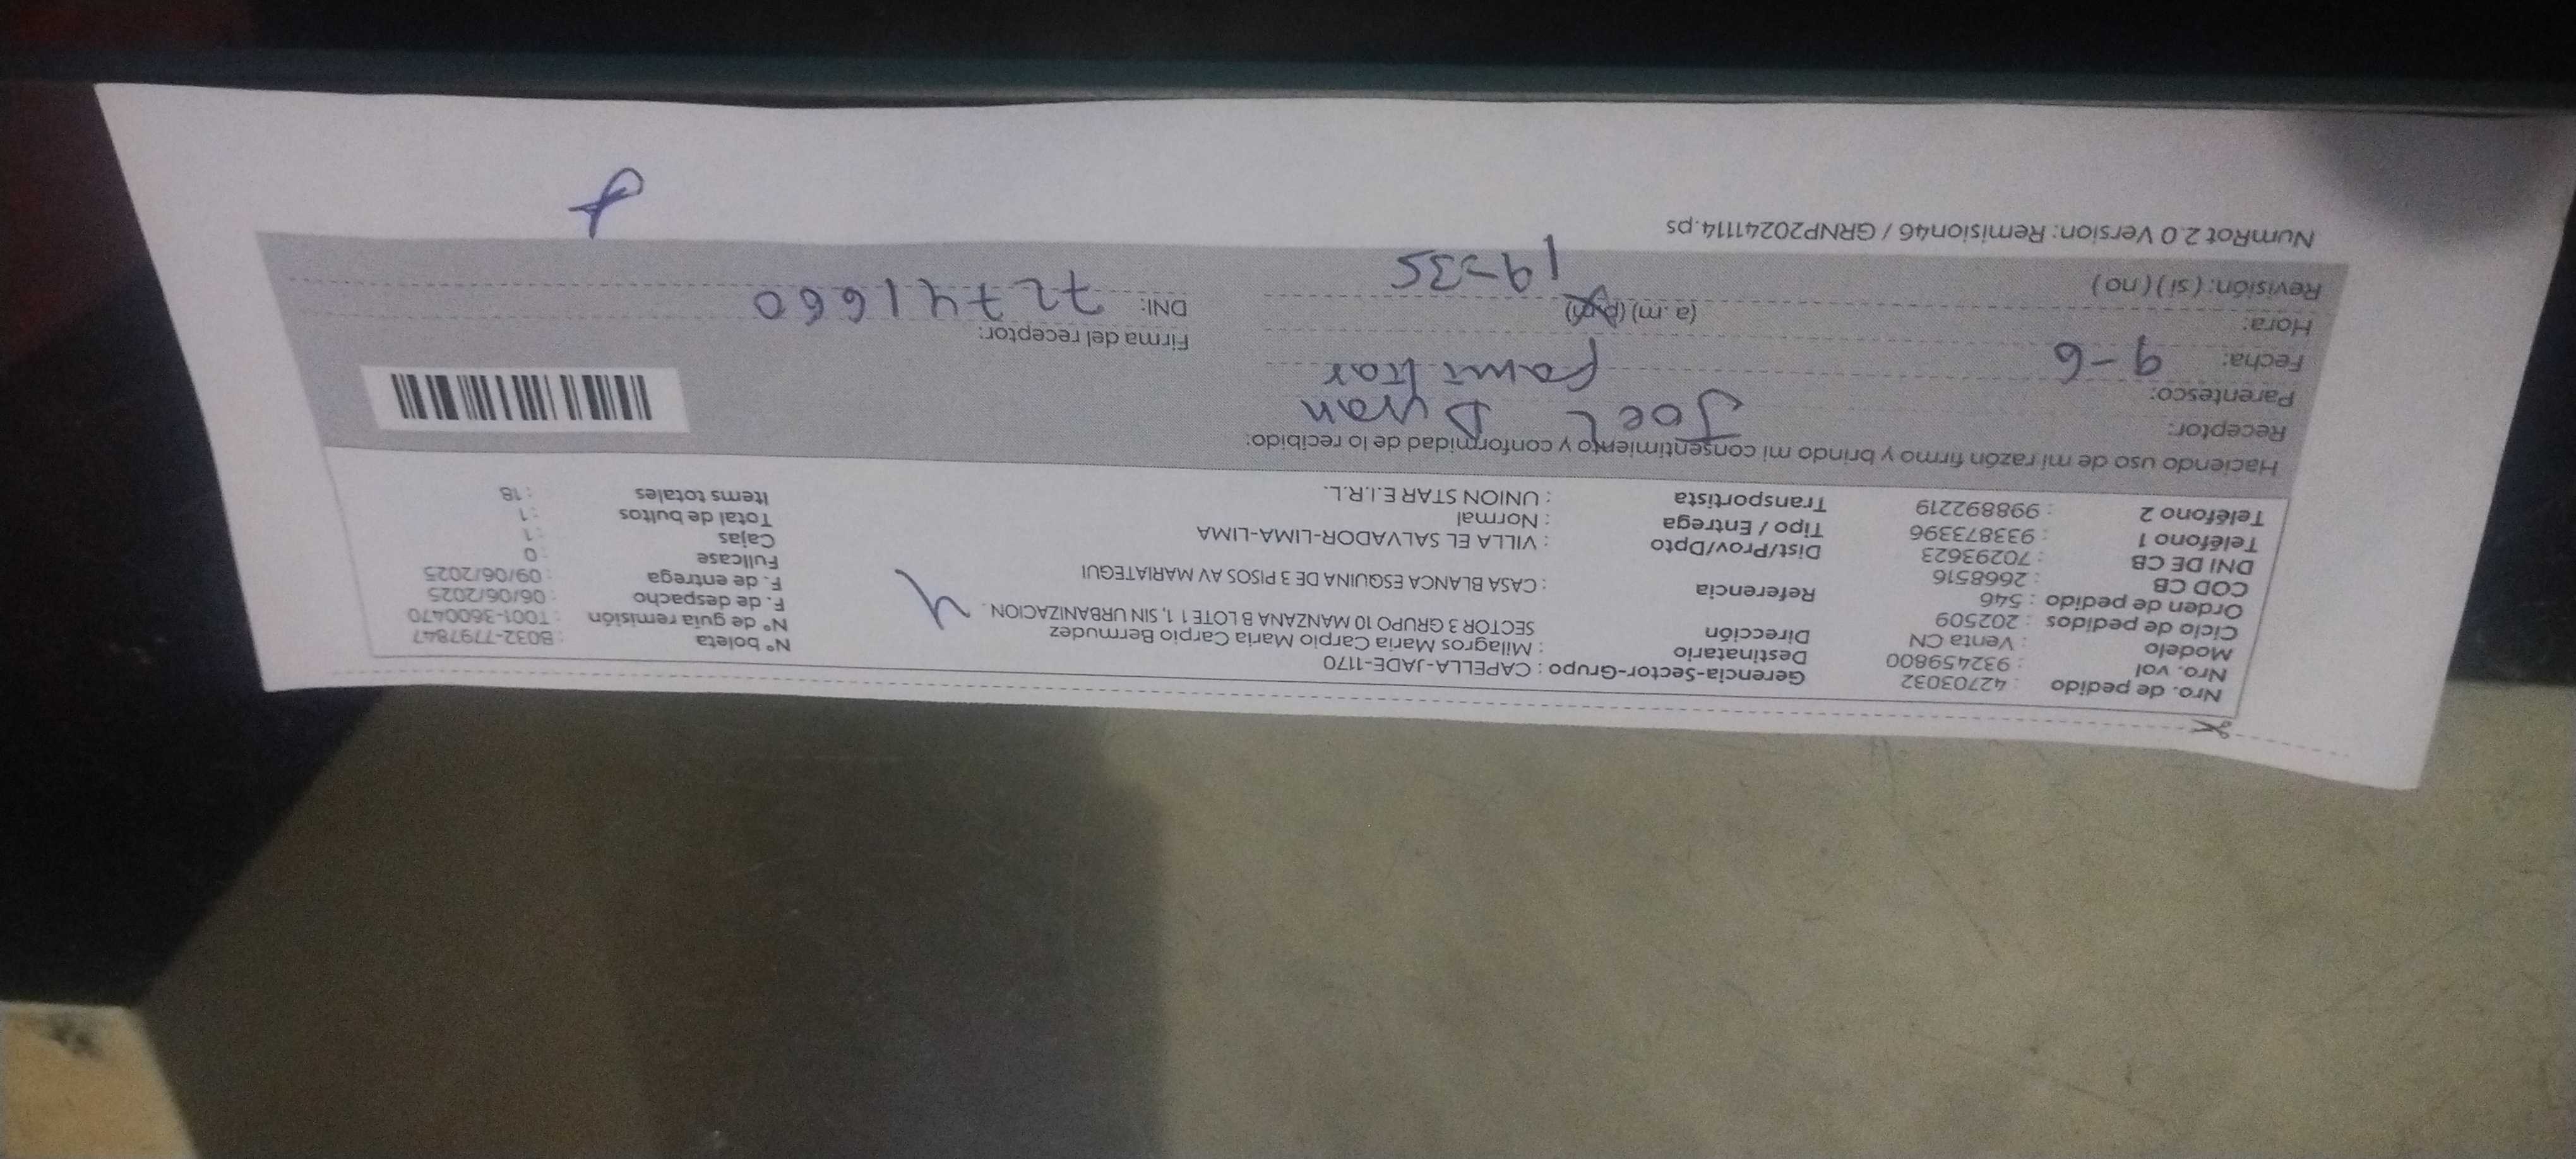 Nro. de pedido : 42703032
Nro. vol : 932459800
Modelo : Venta CN
Ciclo de pedidos : 202509
Orden de pedido : 546
COD CB : 2668516
DNI DE CB : 70293623
Teléfono 1 : 933873396
Teléfono 2 : 998892219
Gerencia-Sector-Grupo : CAPELLA-JADE-1170
Destinatario : Milagros Maria Carpio Maria Carpio Bermudez
Dirección SECTOR 3 GRUPO 10 MANZANA B LOTE 1 1, SIN URBANIZACION.
Referencia : CASA BLANCA ESQUINA DE 3 PISOS AV MARIATEGUI
Dist/Prov/Dpto : VILLA EL SALVADOR-LIMA-LIMA
Tipo / Entrega : Normal
Transportista : UNION STAR E.I.R.L.
N° boleta : B032-7797847
N° de guía remisión : T001-3600470
F. de despacho : 06/06/2025
F. de entrega : 09/06/2025
Fullcase : 0
Cajas : 1
Total de bultos : 1
Items totales : 18
Haciendo uso de mi razón firmo y brindo mi consentimiento y conformidad de lo recibido:
Receptor: Joel Duran
Parentesco: familiar
Fecha: 9-6
Hora: (a.m) (p.m) 19=35
Revisión: (si) (no)
Firma del receptor:
DNI: 72741660
NumRot 2.0 Version: Remision46 / GRNP20241114.ps